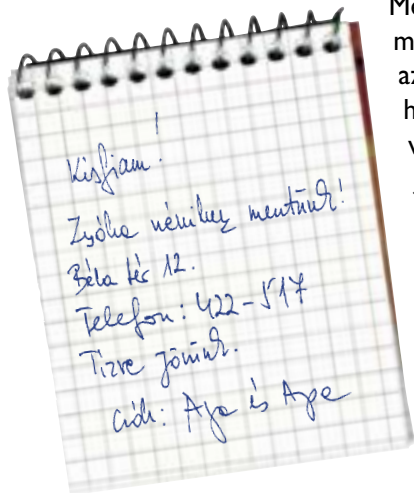 Kisfiam!
Zsóka nénihez mentünk!
Béla tér 12.
Telefon: 422-517
Tízre jövünk.
Csók: Anya és Apa